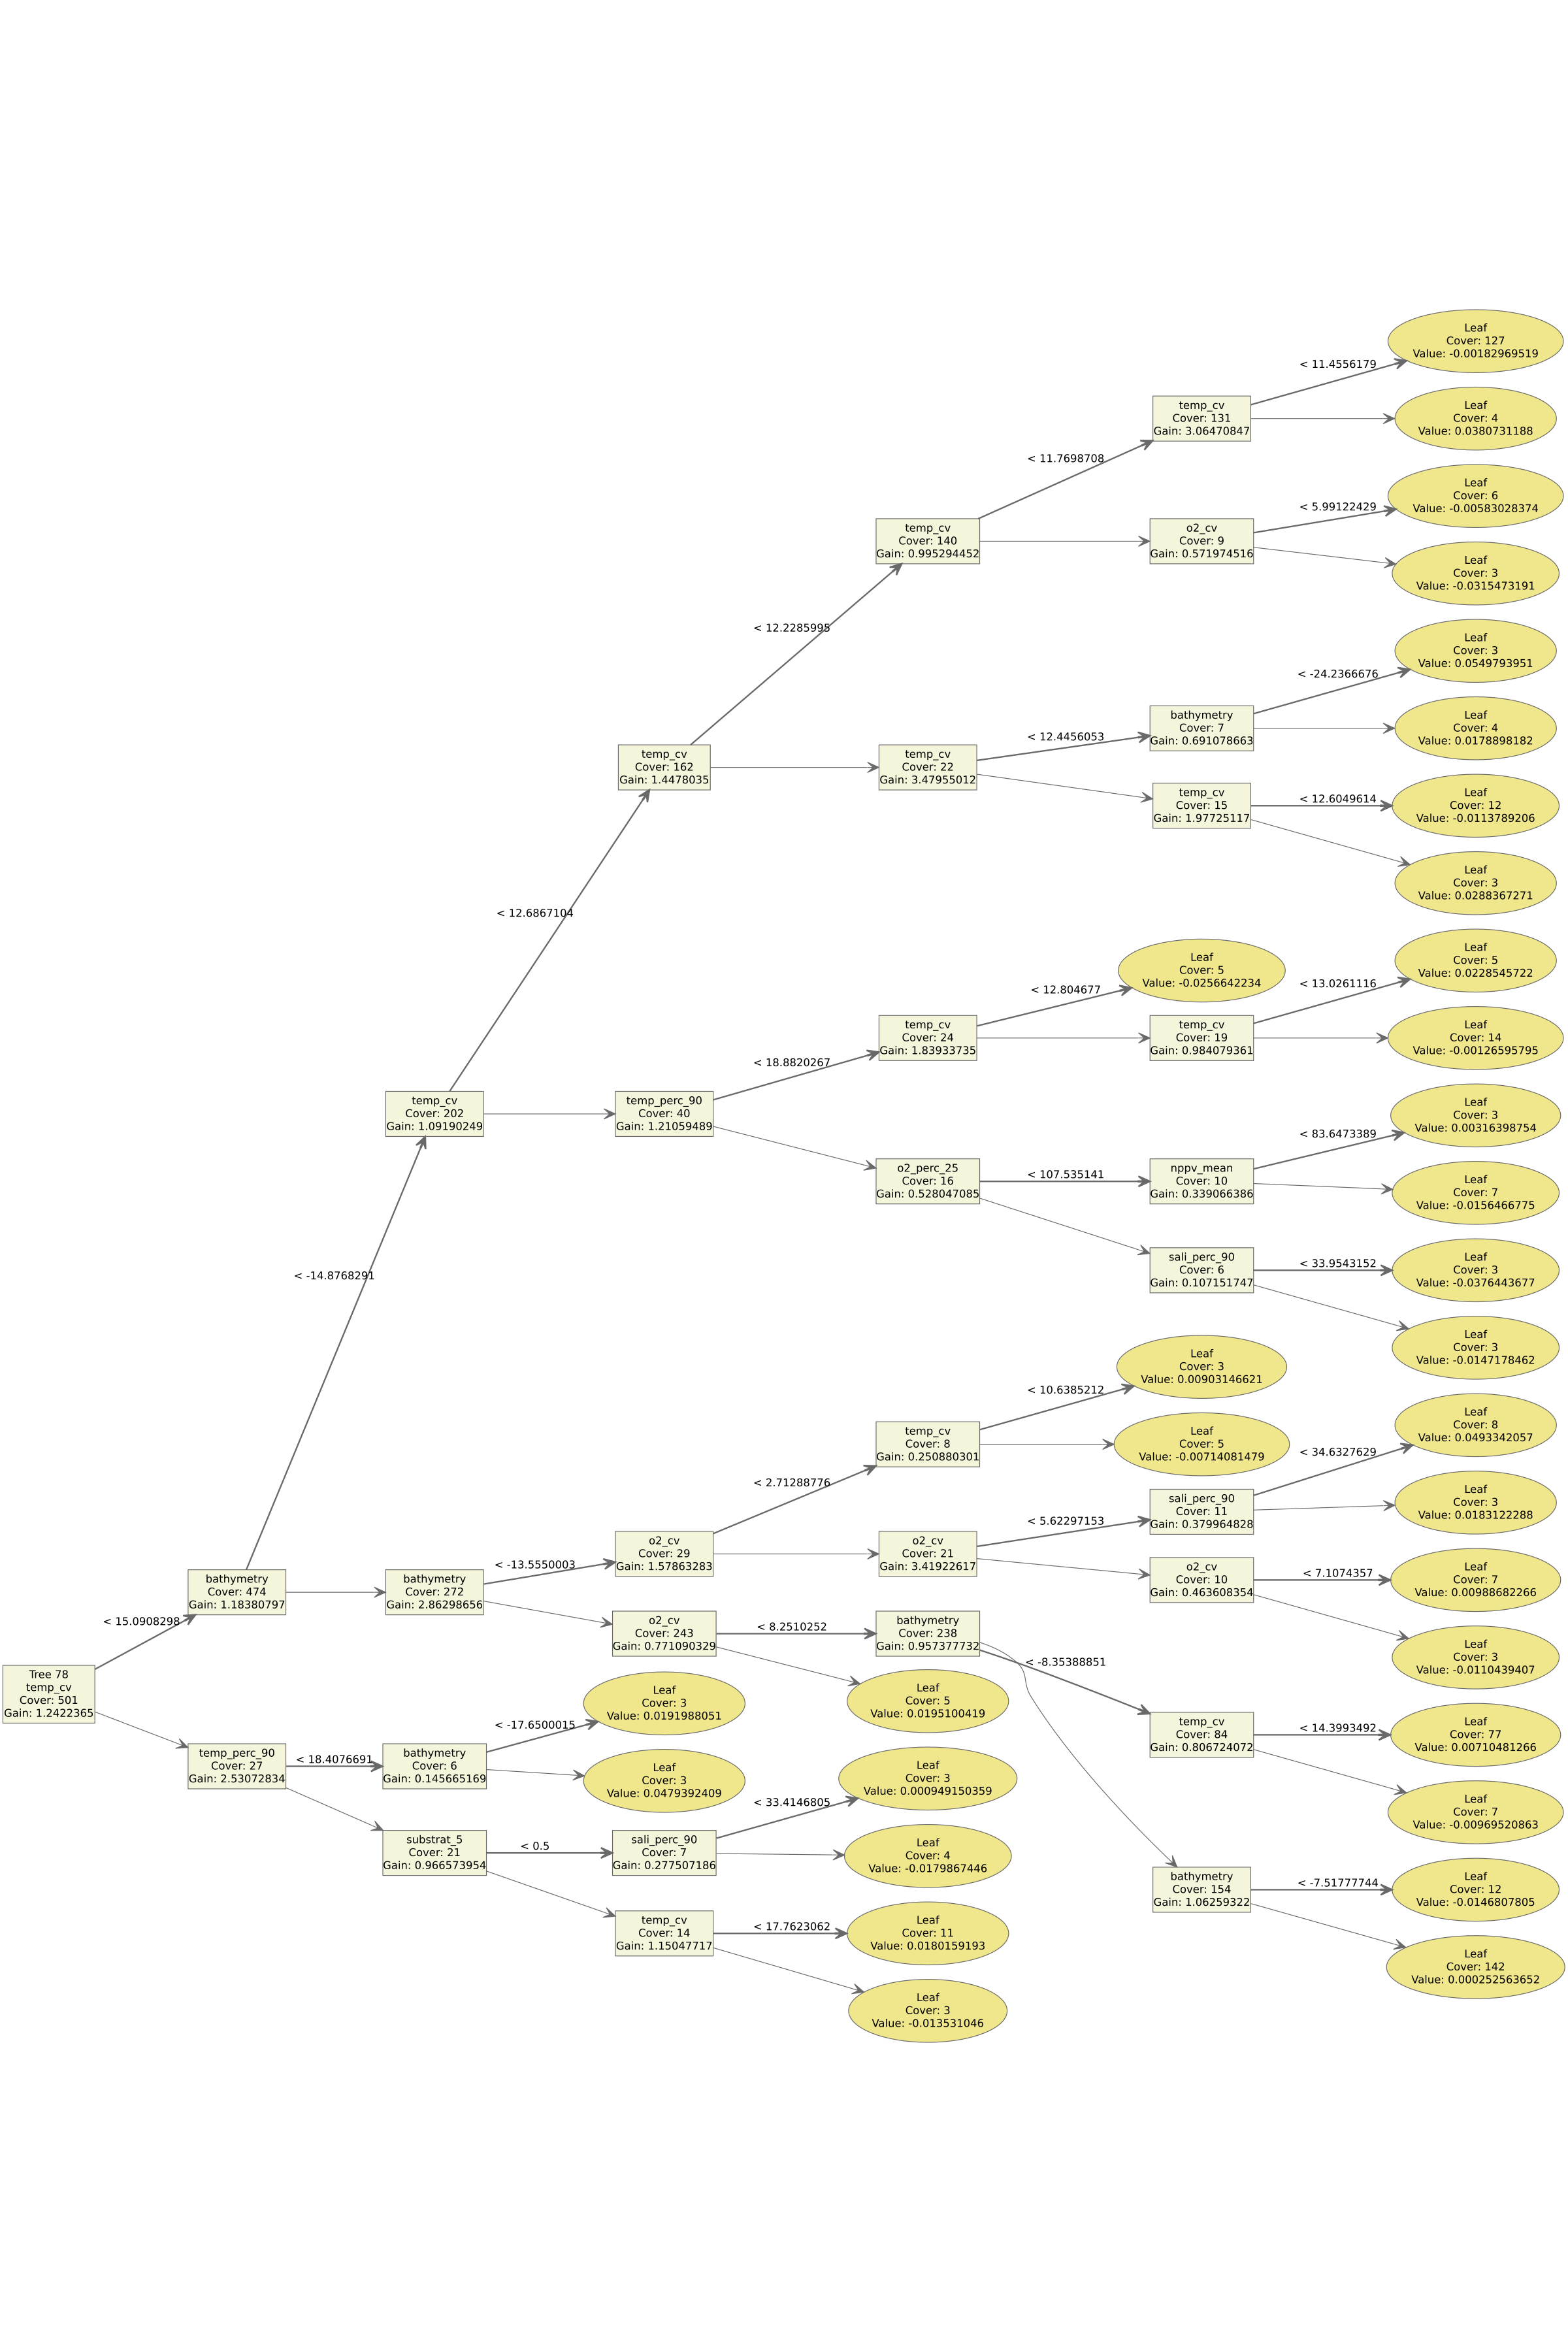 Leaf
Cover: 127
Value: -0.00182969519
< 11.4556179
temp_cv
Cover: 131
Gain: 3.06470847
Leaf
Cover: 4
Value: 0.0380731188
< 11.7698708
Leaf
Cover: 6
Value: -0.00583028374
< 5.99122429
temp_cv
Cover: 140
Gain: 0.995294452
o2_cv
Cover: 9
Gain: 0.571974516
Leaf
Cover: 3
Value: -0.0315473191
< 12.2285995
Leaf
Cover: 3
Value: 0.0549793951
< -24.2366676
bathymetry
Cover: 7
Gain: 0.691078663
Leaf
Cover: 4
Value: 0.0178898182
< 12.4456053
temp_cv
Cover: 162
Gain: 1.4478035
temp_cv
Cover: 22
Gain: 3.47955012
temp_cv
Cover: 15
Gain: 1.97725117
< 12.6049614
Leaf
Cover: 12
Value: -0.0113789206
Leaf
Cover: 3
Value: 0.0288367271
< 12.6867104
Leaf
Cover: 5
Value: -0.0256642234
Leaf
Cover: 5
Value: 0.0228545722
< 12.804677
< 13.0261116
temp_cv
Cover: 24
Gain: 1.83933735
temp_cv
Cover: 19
Gain: 0.984079361
Leaf
Cover: 14
Value: -0.00126595795
< 18.8820267
temp_cv
Cover: 202
Gain: 1.09190249
temp_perc_90
Cover: 40
Gain: 1.21059489
Leaf
Cover: 3
Value: 0.00316398754
< 83.6473389
o2_perc_25
Cover: 16
Gain: 0.528047085
< 107.535141
nppv_mean
Cover: 10
Gain: 0.339066386
Leaf
Cover: 7
Value: -0.0156466775
sali_perc_90
Cover: 6
Gain: 0.107151747
< 33.9543152
Leaf
Cover: 3
Value: -0.0376443677
< -14.8768291
Leaf
Cover: 3
Value: -0.0147178462
Leaf
Cover: 3
Value: 0.00903146621
< 10.6385212
temp_cv
Cover: 8
Gain: 0.250880301
Leaf
Cover: 5
Value: -0.00714081479
Leaf
Cover: 8
Value: 0.0493342057
< 34.6327629
< 2.71288776
sali_perc_90
Cover: 11
Gain: 0.379964828
Leaf
Cover: 3
Value: 0.0183122288
< 5.62297153
o2_cv
Cover: 29
Gain: 1.57863283
o2_cv
Cover: 21
Gain: 3.41922617
< -13.5550003
o2_cv
Cover: 10
Gain: 0.463608354
< 7.1074357
Leaf
Cover: 7
Value: 0.00988682266
bathymetry
Cover: 474
Gain: 1.18380797
bathymetry
Cover: 272
Gain: 2.86298656
< 15.0908298
o2_cv
Cover: 243
Gain: 0.771090329
< 8.2510252
bathymetry
Cover: 238
Gain: 0.957377732
Leaf
Cover: 3
Value: -0.0110439407
< -8.35388851
Tree 78
temp_cv
Cover: 501
Gain: 1.2422365
Leaf
Cover: 3
Value: 0.0191988051
Leaf
Cover: 5
Value: 0.0195100419
< -17.6500015
temp_cv
Cover: 84
Gain: 0.806724072
< 14.3993492
Leaf
Cover: 77
Value: 0.00710481266
temp_perc_90
Cover: 27
Gain: 2.53072834
< 18.4076691
bathymetry
Cover: 6
Gain: 0.145665169
Leaf
Cover: 3
Value: 0.0479392409
Leaf
Cover: 3
Value: 0.000949150359
< 33.4146805
Leaf
Cover: 7
Value: -0.00969520863
substrat_5
Cover: 21
Gain: 0.966573954
< 0.5
sali_perc_90
Cover: 7
Gain: 0.277507186
Leaf
Cover: 4
Value: -0.0179867446
bathymetry
Cover: 154
Gain: 1.06259322
< -7.51777744
Leaf
Cover: 12
Value: -0.0146807805
temp_cv
Cover: 14
Gain: 1.15047717
< 17.7623062
Leaf
Cover: 11
Value: 0.0180159193
Leaf
Cover: 142
Value: 0.000252563652
Leaf
Cover: 3
Value: -0.013531046